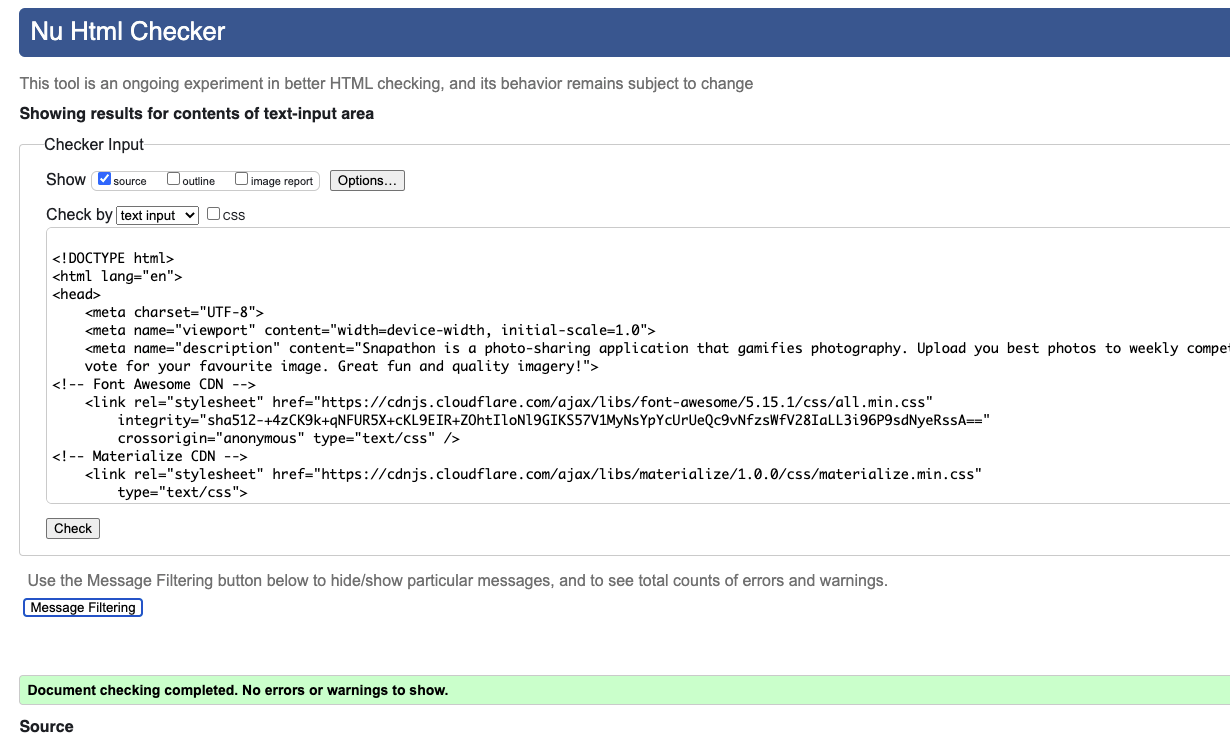 Nu Html Checker
This tool is an ongoing experiment in better HTML checking, and its behavior remains subject to change
Showing results for contents of text-input area
Checker Input
Show source outline image report Options...
Check by text input css
<!DOCTYPE html>
<html lang="en">
<head>
    <meta charset="UTF-8">
    <meta name="viewport" content="width=device-width, initial-scale=1.0">
    <meta name="description" content="Snapathon is a photo-sharing application that gamifies photography. Upload you best photos to weekly
    vote for your favourite image. Great fun and quality imagery!">
<!-- Font Awesome CDN -->
    <link rel="stylesheet" href="https://cdnjs.cloudflare.com/ajax/libs/font-awesome/5.15.1/css/all.min.css"
        integrity="sha512-+4zCK9k+qNFUR5X+cKL9EIR+ZOhtIloNl9GIKS57V1MyNsYpYcUrUeQc9vNfzsWfV28IaLL3i96P9sdNyeRssA=="
        crossorigin="anonymous" type="text/css" />
<!-- Materialize CDN -->
    <link rel="stylesheet" href="https://cdnjs.cloudflare.com/ajax/libs/materialize/1.0.0/css/materialize.min.css"
        type="text/css">
Check
Use the Message Filtering button below to hide/show particular messages, and to see total counts of errors and warnings.
Message Filtering
Document checking completed. No errors or warnings to show.
Source